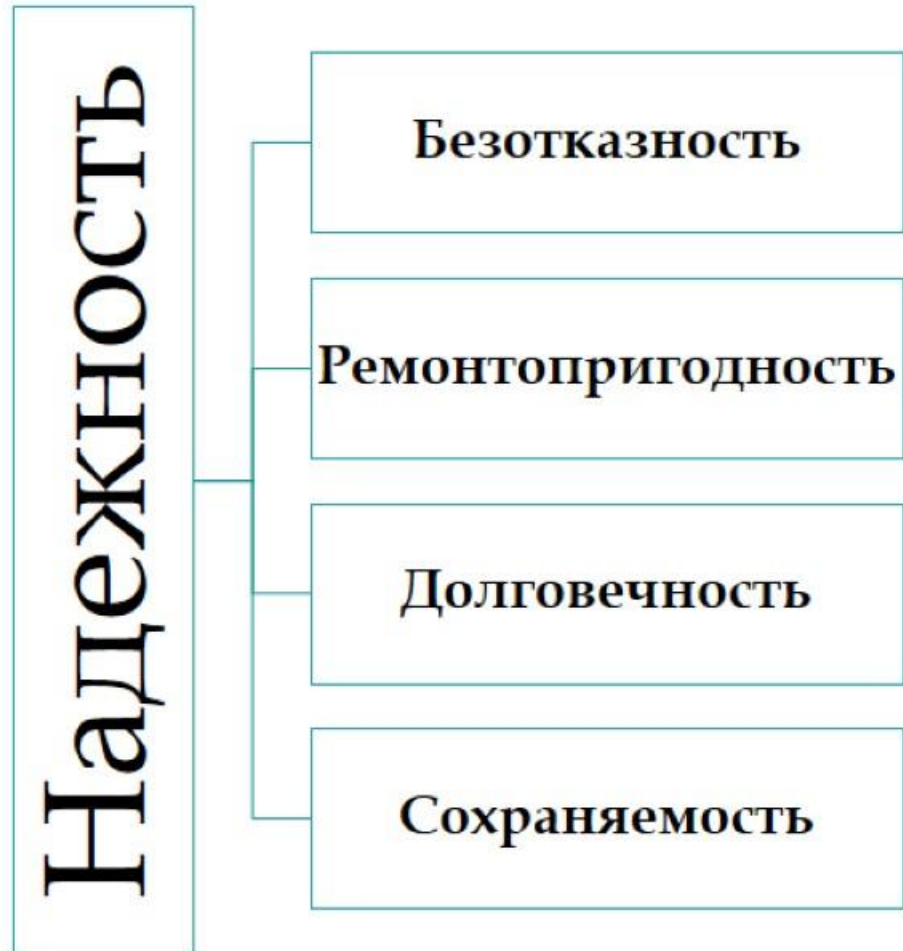 Надежность
Безотказность
Ремонтопригодность
Долговечность
Сохраняемость